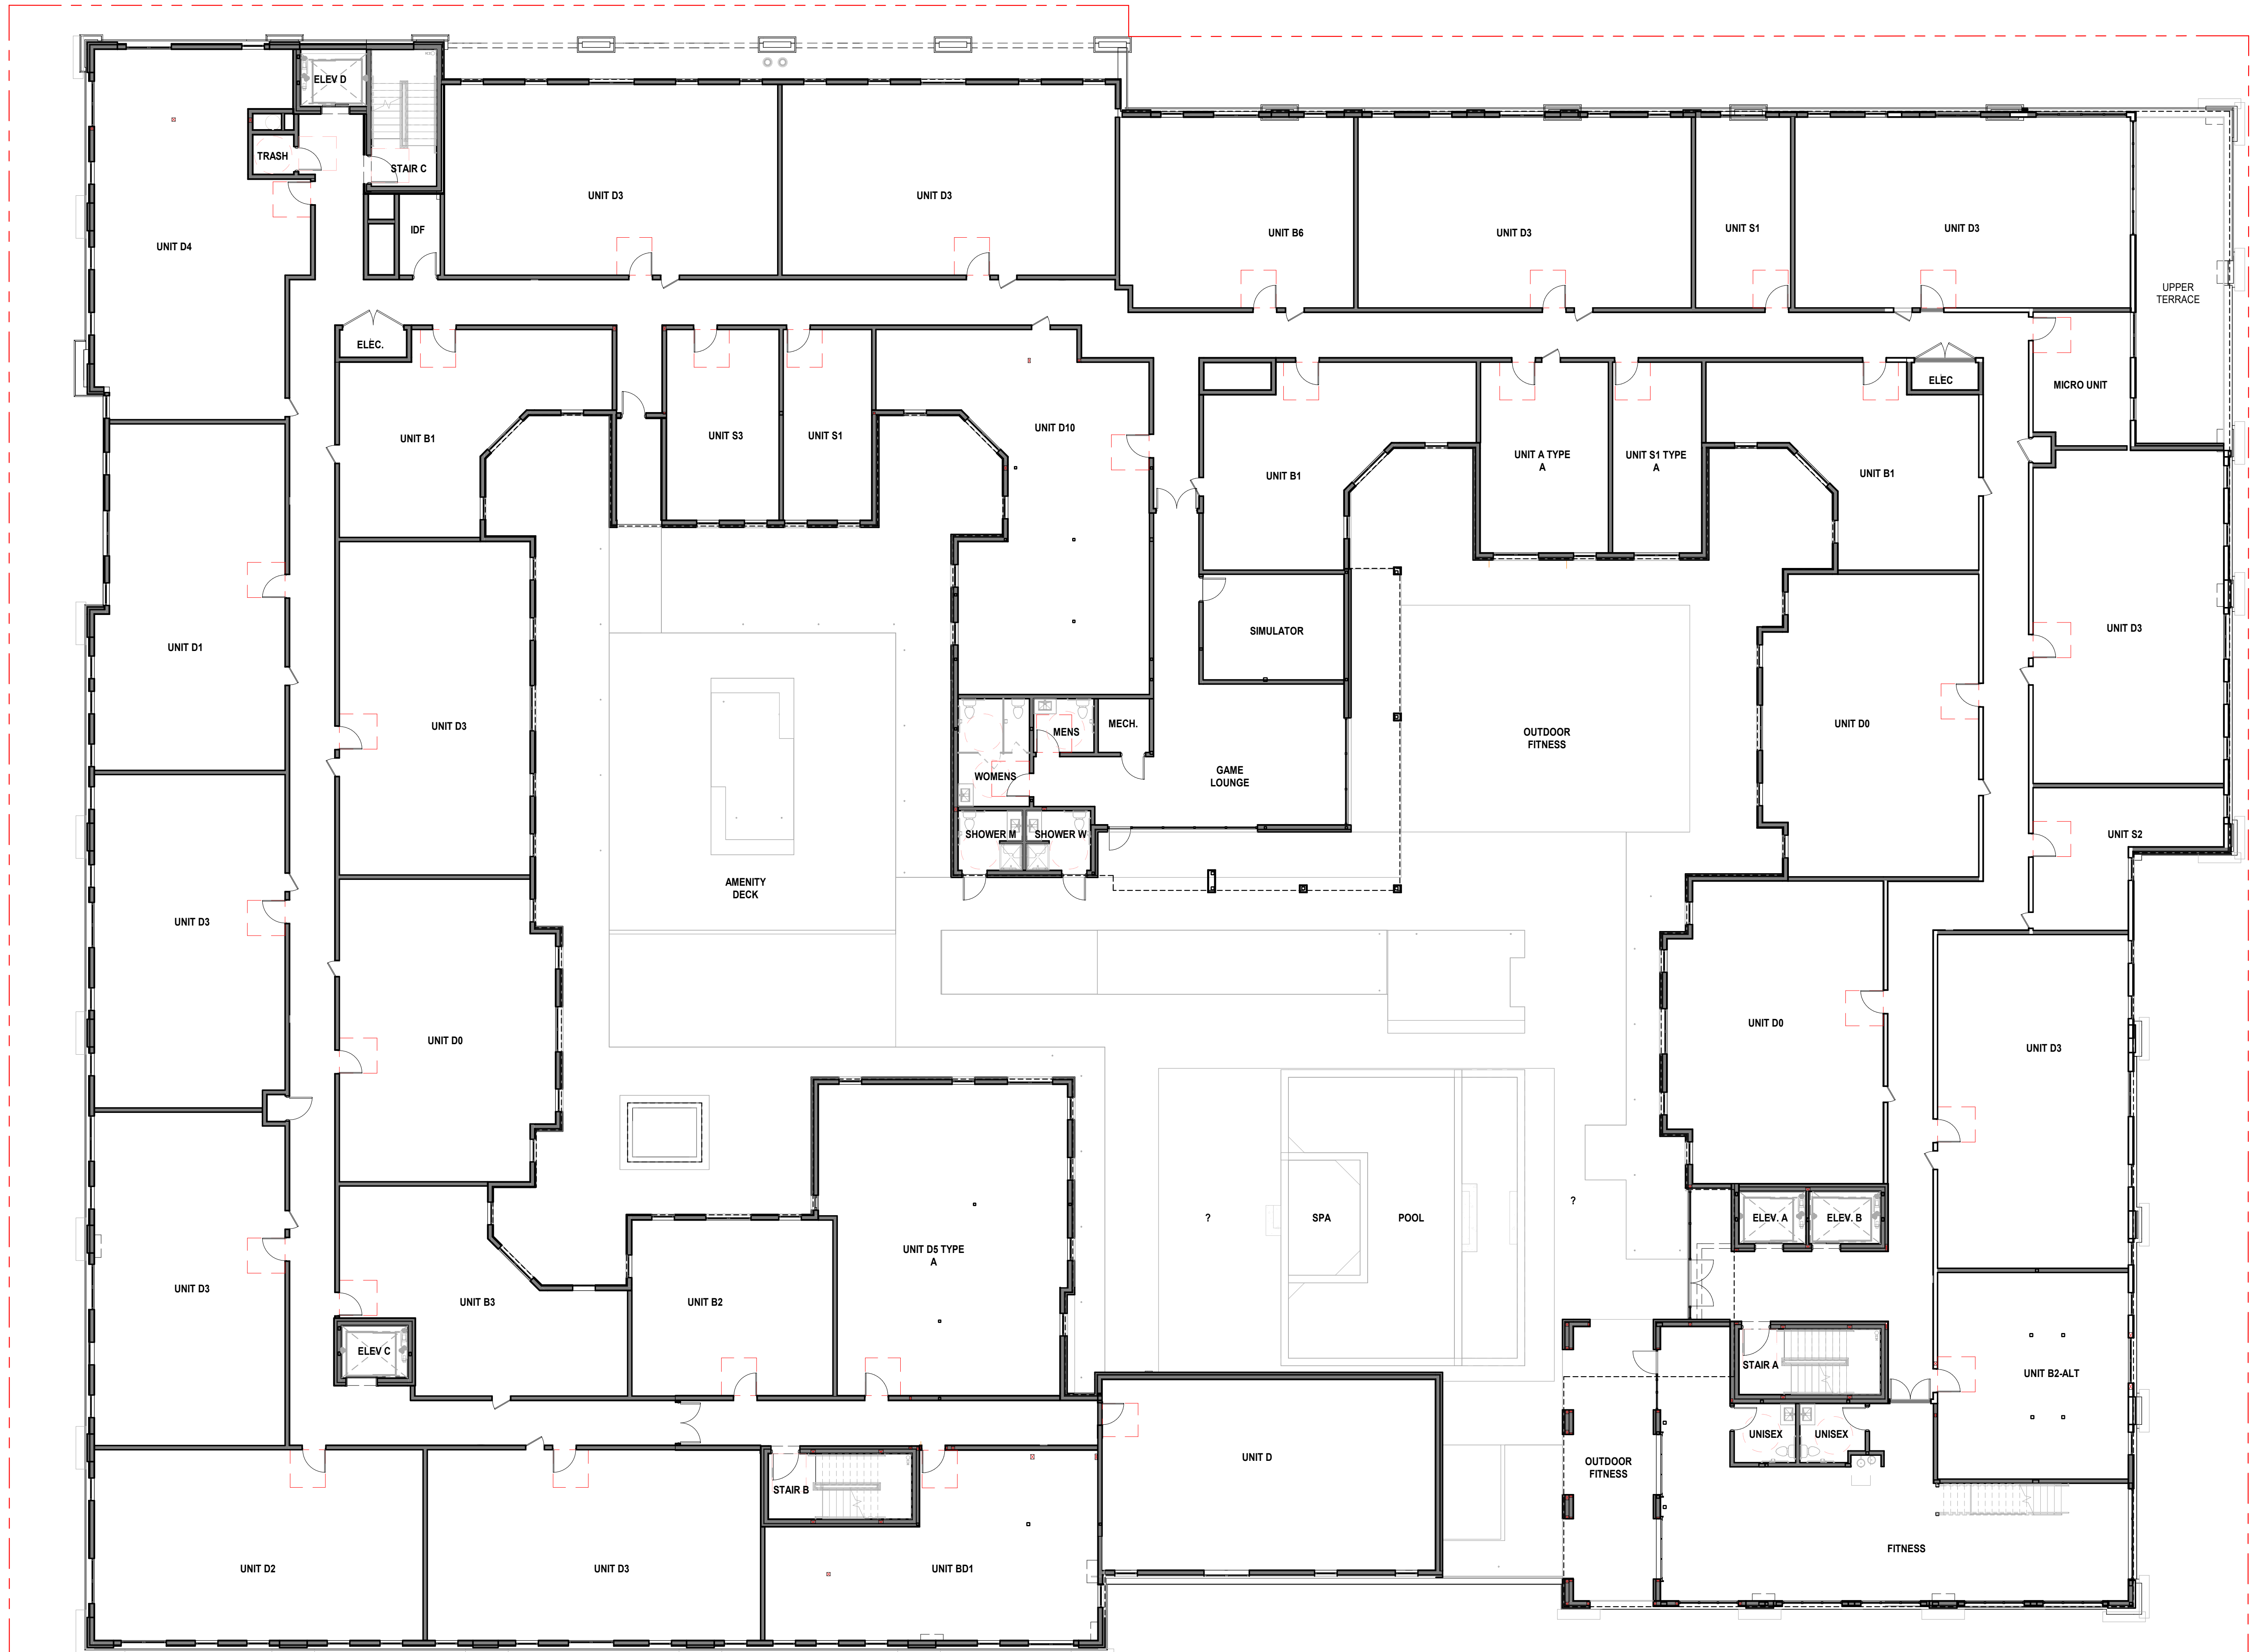 ELEV D
TRASH
STAIR C
UNIT D3
UNIT D3
IDF
UNIT D4
UNIT B6
UNIT D3
UNIT S1
UNIT D3
UPPER
TERRACE
ELEC.
UNIT B1
UNIT S3
UNIT S1
UNIT D10
UNIT B1
UNIT A TYPE
A
UNIT S1 TYPE
A
UNIT B1
ELEC
MICRO UNIT
UNIT D1
UNIT D3
SIMULATOR
UNIT D3
UNIT D0
MECH.
MENS
WOMENS
GAME
LOUNGE
OUTDOOR
FITNESS
SHOWER M
SHOWER W
UNIT S2
AMENITY
DECK
UNIT D3
UNIT D0
UNIT D0
UNIT D3
UNIT D5 TYPE
A
?
SPA
POOL
?
ELEV. A
ELEV. B
UNIT D3
UNIT B3
UNIT B2
ELEV C
STAIR A
UNIT B2-ALT
UNISEX
UNISEX
UNIT D
OUTDOOR
FITNESS
STAIR B
UNIT D2
UNIT D3
UNIT BD1
FITNESS